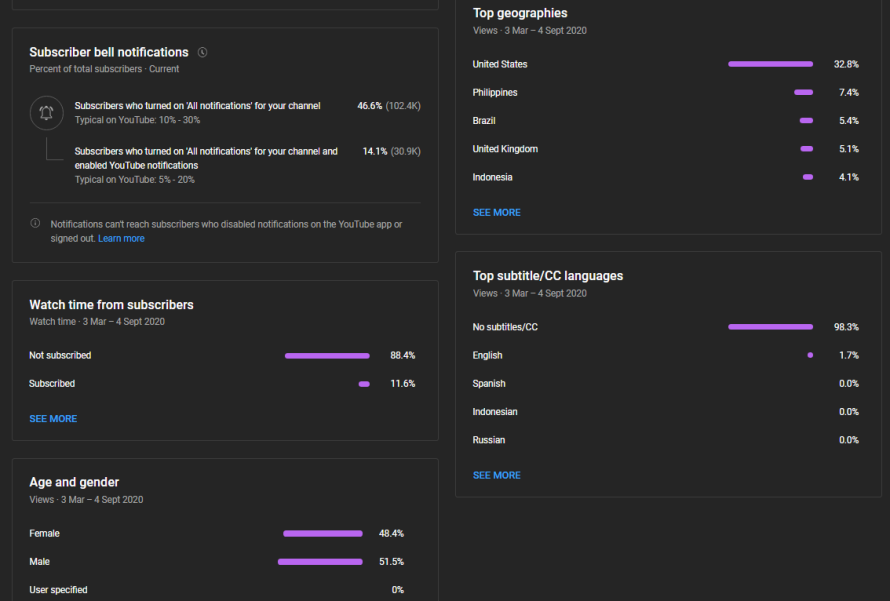 Subscriber bell notifications
Percent of total subscribers · Current
Subscribers who turned on 'All notifications' for your channel 46.6% (102.4K)
Typical on YouTube: 10% - 30%
Subscribers who turned on 'All notifications' for your channel and 14.1% (30.9K)
enabled YouTube notifications
Typical on YouTube: 5% - 20%
Notifications can't reach subscribers who disabled notifications on the YouTube app or
signed out. Learn more
Watch time from subscribers
Watch time · 3 Mar – 4 Sept 2020
Not subscribed 88.4%
Subscribed 11.6%
SEE MORE
Age and gender
Views · 3 Mar – 4 Sept 2020
Female 48.4%
Male 51.5%
User specified 0%
Top geographies
Views · 3 Mar – 4 Sept 2020
United States 32.8%
Philippines 7.4%
Brazil 5.4%
United Kingdom 5.1%
Indonesia 4.1%
SEE MORE
Top subtitle/CC languages
Views · 3 Mar – 4 Sept 2020
No subtitles/CC 98.3%
English 1.7%
Spanish 0.0%
Indonesian 0.0%
Russian 0.0%
SEE MORE